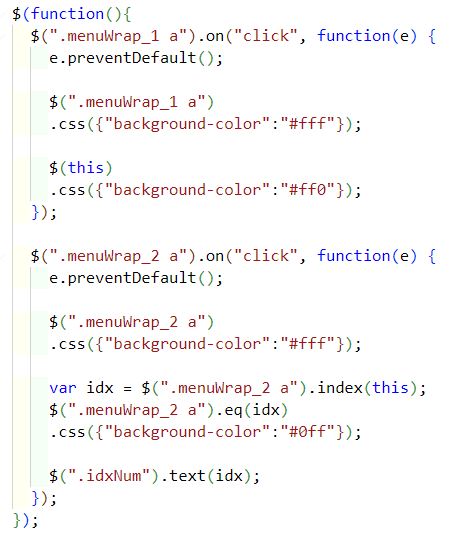 $(function(){
$(".menuWrap_1 a").on("click", function(e) {
e.preventDefault();
$(".menuWrap_1 a")
.css({"background-color":"#fff"});
$(this)
.css({"background-color":"#ff0"});
});
$(".menuWrap_2 a").on("click", function(e) {
e.preventDefault();
$(".menuWrap_2 a")
.css({"background-color":"#fff"});
var idx = $(".menuWrap_2 a").index(this);
$(".menuWrap_2 a").eq(idx)
.css({"background-color":"#0ff"});
$(".idxNum").text(idx);
});
});